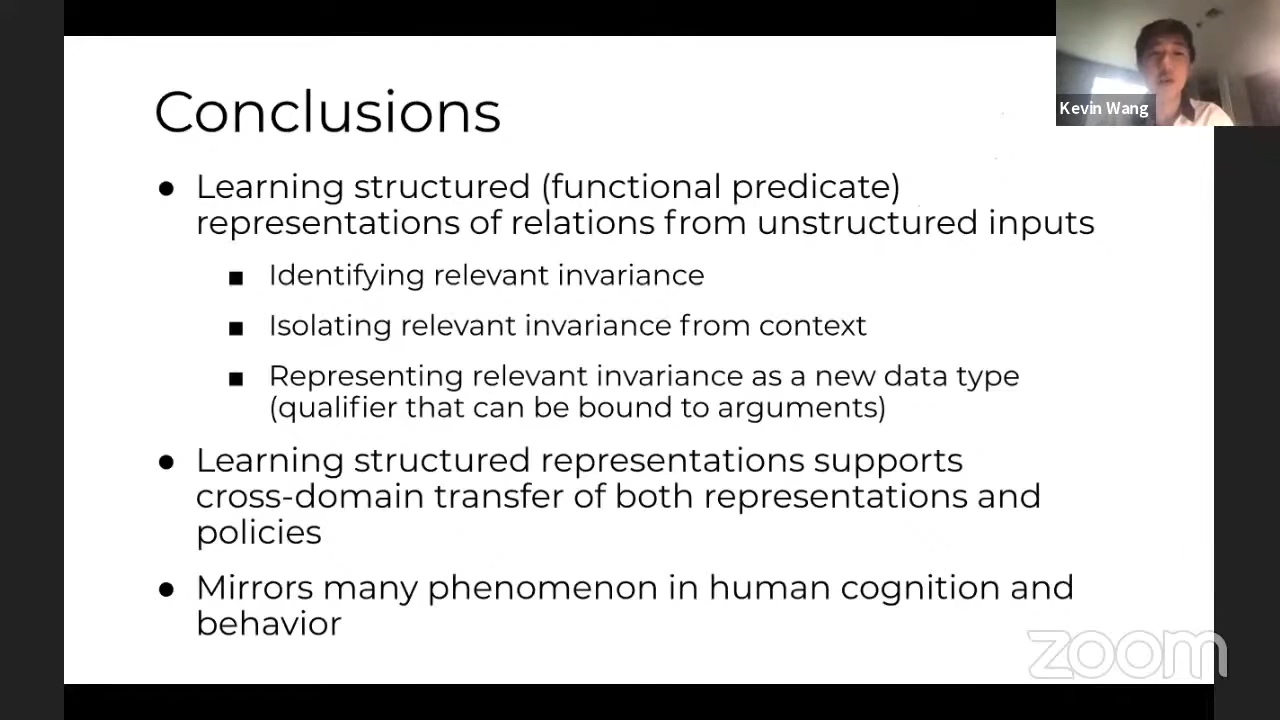 Conclusions
Kevin Wang
● Learning structured (functional predicate)
representations of relations from unstructured inputs
■ Identifying relevant invariance
■ Isolating relevant invariance from context
■ Representing relevant invariance as a new data type
(qualifier that can be bound to arguments)
● Learning structured representations supports
cross-domain transfer of both representations and
policies
● Mirrors many phenomenon in human cognition and
behavior
zoom